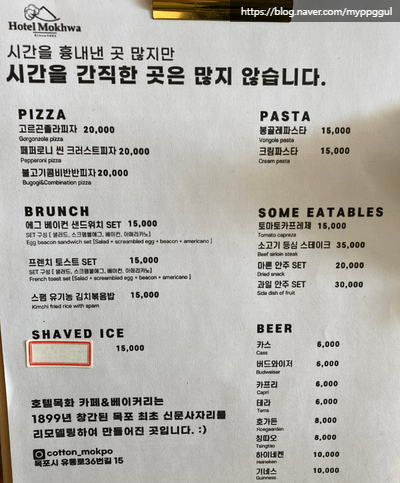 https://blog.naver.com/myppggul
Hotel Mokhwa
시간을 흉내낸 곳 많지만
시간을 간직한 곳은 많지 않습니다.
PIZZA
고르곤졸라피자 20,000
Gorgonzola pizza
페퍼로니 씬 크러스트피자 20,000
Pepperoni pizza
불고기콤비반반피자 20,000
Bugogi&Combination pizza
PASTA
봉골레파스타 15,000
Vongole pasta
크림파스타 15,000
Cream pasta
BRUNCH
에그 베이컨 샌드위치 SET 15,000
SET 구성 [ 샐러드, 스크램블에그, 베이컨, 아메리카노]
Egg beacon sandwich set [Salad + screambled egg + beacon + americano ]
프렌치 토스트 SET 15,000
SET 구성 [ 샐러드, 스크램블에그, 베이컨, 아메리카노]
French toast set [Salad + screambled egg + beacon + americano ]
스팸 유기농 김치볶음밥 15,000
Kimchi fried rice with spam
SOME EATABLES
토마토카프레제 15,000
Tomato capreze
소고기 등심 스테이크 35,000
Beef sirloin steak
마른 안주 SET 20,000
Dried snack
과일 안주 SET 30,000
Side dish of fruit
SHAVED ICE
15,000
BEER
카스 6,000
Cass
버드와이저 6,000
Budweiser
카프리 6,000
Capri
테라 6,000
Terra
호가든 8,000
Hoegaarden
칭따오 8,000
Tsingtao
하이네켄 10,000
Heineken
기네스 10,000
Guinness
호텔목화 카페&베이커리는
1899년 창간된 목포 최초 신문사자리를
리모델링하여 만들어진 곳입니다. :)
cotton_mokpo
목포시 유동로36번길 15